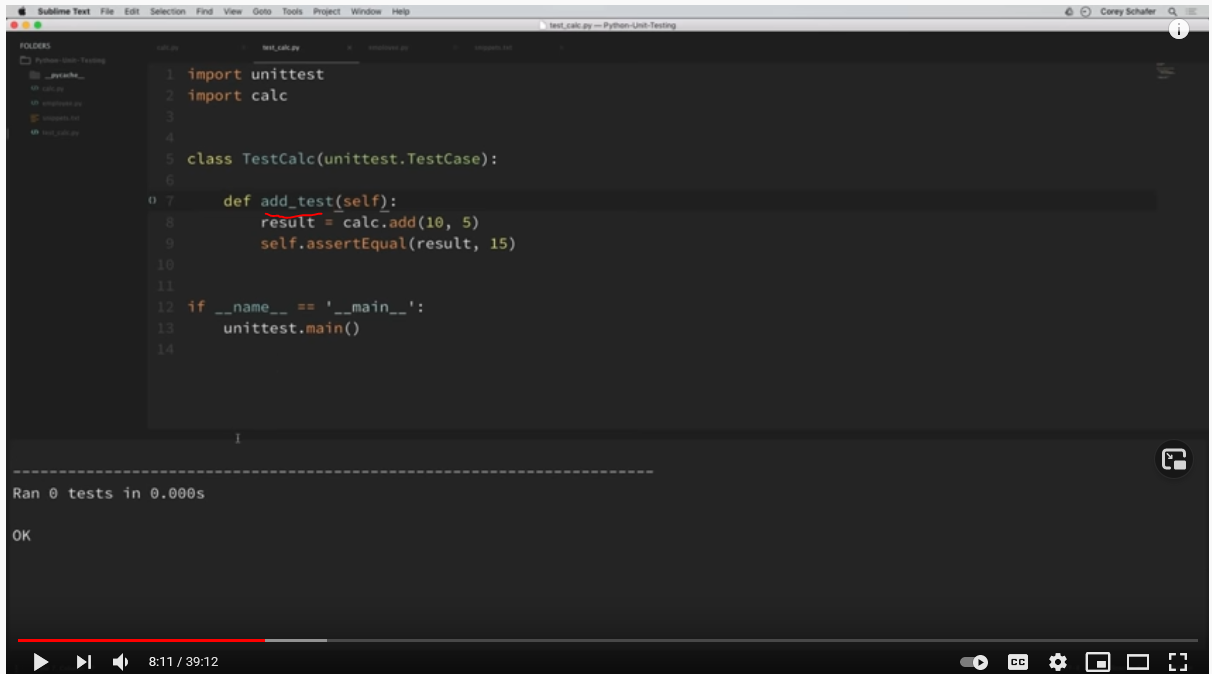 Sublime Text File Edit Selection Find View Goto Tools Project Window Help Corey Schafer
test_calc.py — Python-Unit-Testing
FOLDERS
Python-Unit-Testing
__pycache__
calc.py
employee.py
snippets.txt
test_calc.py
calc.py test_calc.py employee.py snippets.txt
1 import unittest
2 import calc
3
4
5 class TestCalc(unittest.TestCase):
6
7 def add_test(self):
8 result = calc.add(10, 5)
9 self.assertEqual(result, 15)
10
11
12 if __name__ == '__main__':
13 unittest.main()
14
----------------------------------------------------------------------
Ran 0 tests in 0.000s
OK
8:11 / 39:12
CC